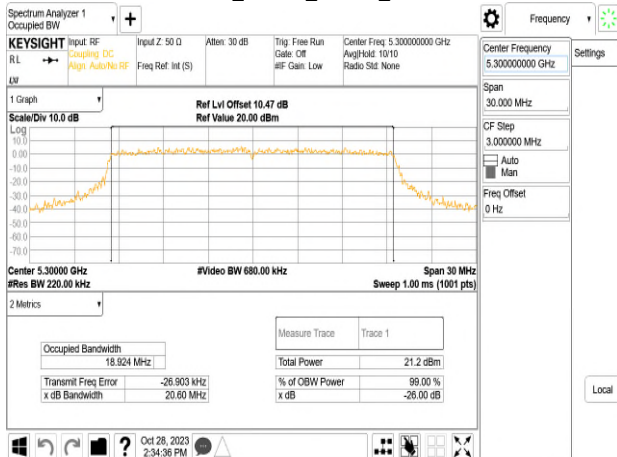 Spectrum Analyzer 1
Occupied BW
+
Frequency
KEYSIGHT
RL
LXI
Input: RF
Coupling: DC
Align: Auto/No RF
Input Z: 50 Ω
Freq Ref: Int (S)
Atten: 30 dB
Trig: Free Run
Gate: Off
#IF Gain: Low
Center Freq: 5.300000000 GHz
Avg|Hold: 10/10
Radio Std: None
Center Frequency
5.300000000 GHz
Settings
Span
30.000 MHz
CF Step
3.000000 MHz
Auto
Man
Freq Offset
0 Hz
1 Graph
Scale/Div 10.0 dB
Ref Lvl Offset 10.47 dB
Ref Value 20.00 dBm
Log
10.0
0.00
-10.0
-20.0
-30.0
-40.0
-50.0
-60.0
-70.0
Center 5.30000 GHz
#Res BW 220.00 kHz
#Video BW 680.00 kHz
Span 30 MHz
Sweep 1.00 ms (1001 pts)
2 Metrics
Measure Trace Trace 1
Occupied Bandwidth
18.924 MHz
Total Power 21.2 dBm
Transmit Freq Error -26.903 kHz
% of OBW Power 99.00 %
x dB Bandwidth 20.60 MHz
x dB -26.00 dB
Local
?
Oct 28, 2023
2:34:36 PM